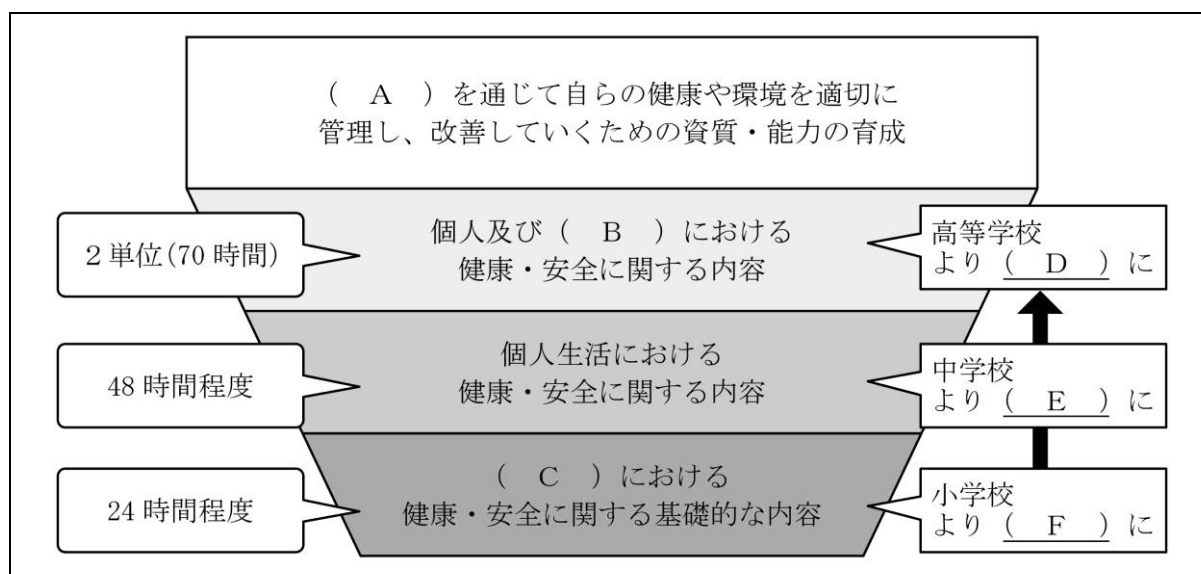 ( A )を通じて自らの健康や環境を適切に
管理し、改善していくための資質・能力の育成
2単位(70時間)
個人及び( B )における
健康・安全に関する内容
高等学校
より ( D ) に
48時間程度
個人生活における
健康・安全に関する内容
中学校
より ( E ) に
24時間程度
( C )における
健康・安全に関する基礎的な内容
小学校
より ( F ) に